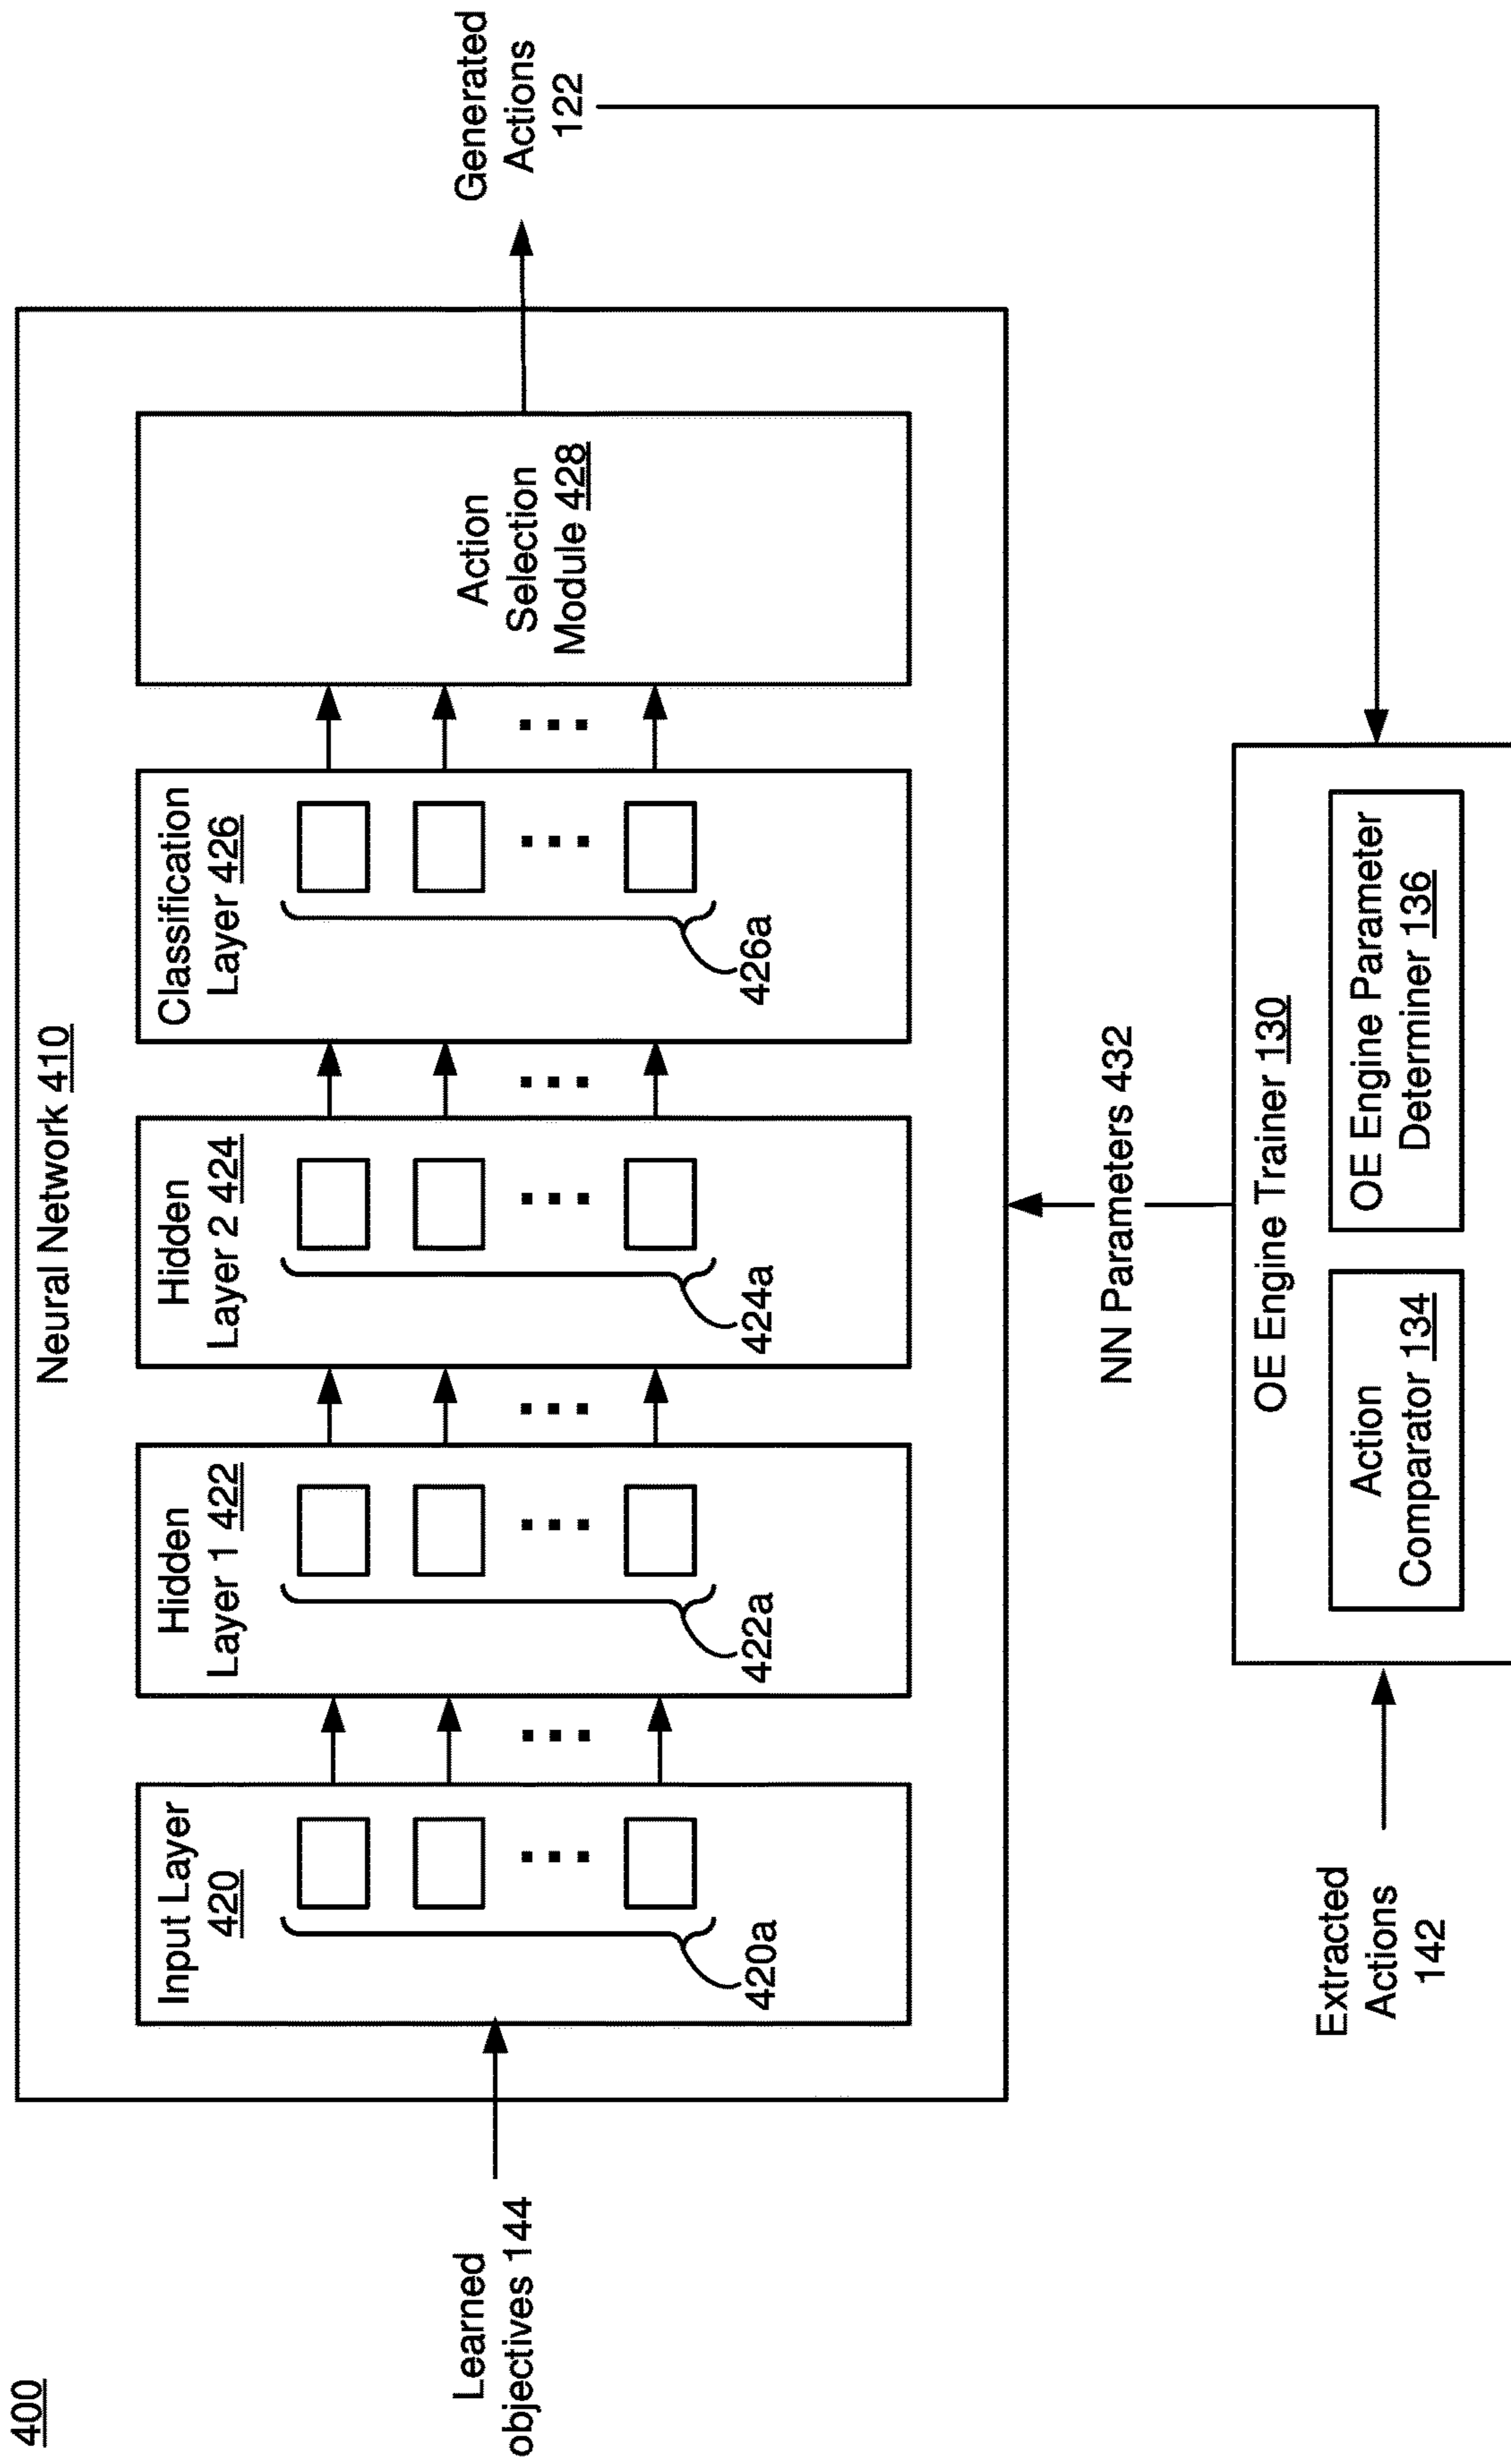 400
Neural Network 410
Learned
objectives 144
Input Layer
420
420a
Hidden
Layer 1 422
422a
Hidden
Layer 2 424
424a
Classification
Layer 426
426a
Action
Selection
Module 428
Generated
Actions
122
NN Parameters 432
Extracted
Actions
142
OE Engine Trainer 130
Action
Comparator 134
OE Engine Parameter
Determiner 136